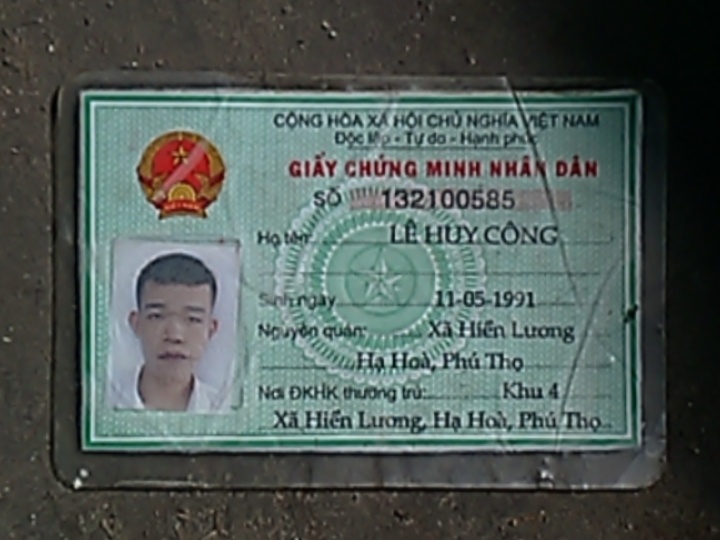 CỘNG HÒA XÃ HỘI CHỦ NGHĨA VIỆT NAM
Độc lập - Tự do - Hạnh phúc
GIẤY CHỨNG MINH NHÂN DÂN
SỐ 132100585
Họ tên: LÊ HUY CÔNG
Sinh ngày 11-05-1991
Nguyên quán: Xã Hiền Lương
Hạ Hoà, Phú Thọ
Nơi ĐKHK thường trú: Khu 4
Xã Hiền Lương, Hạ Hoà, Phú Thọ